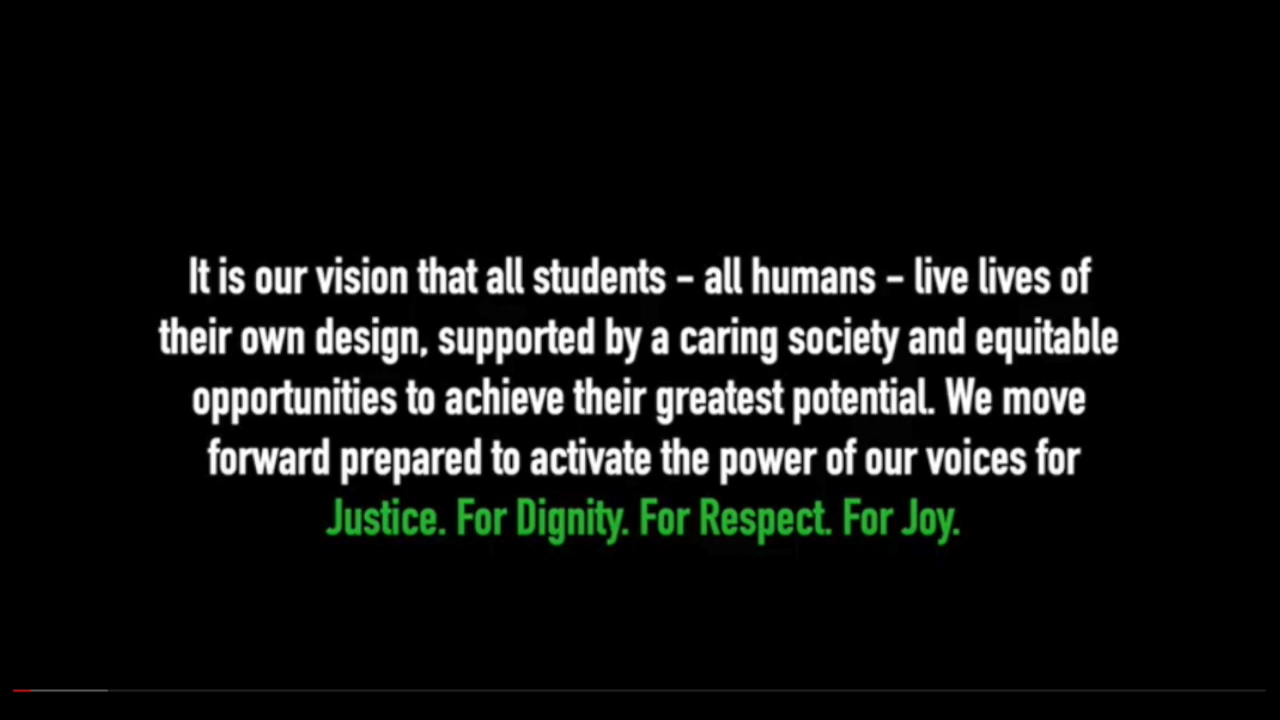 It is our vision that all students – all humans – live lives of
their own design, supported by a caring society and equitable
opportunities to achieve their greatest potential. We move
forward prepared to activate the power of our voices for
Justice. For Dignity. For Respect. For Joy.